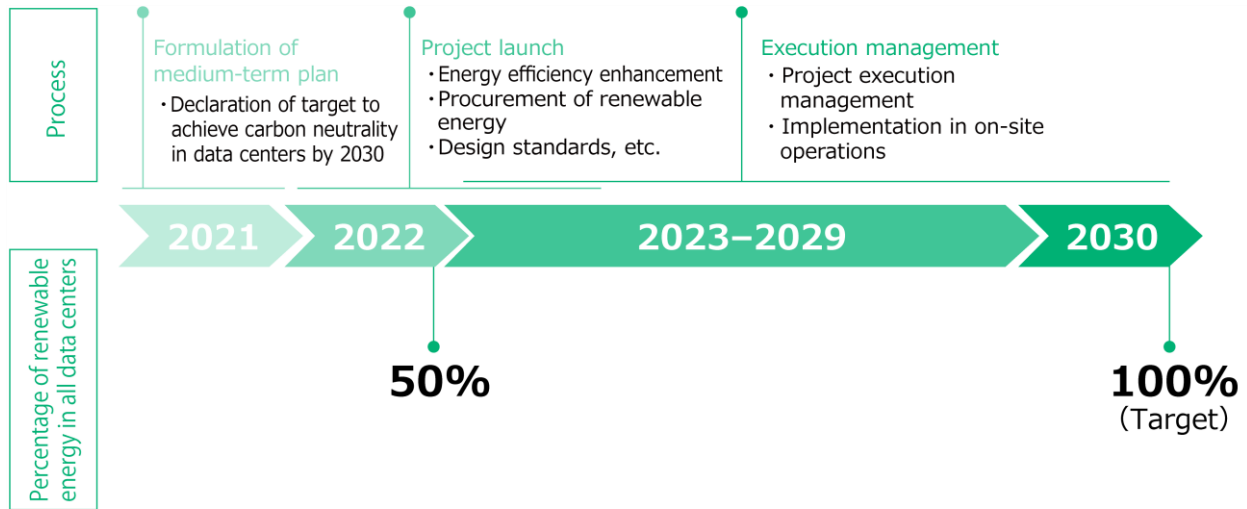 Process
Formulation of
medium-term plan
・Declaration of target to
achieve carbon neutrality
in data centers by 2030
Project launch
・Energy efficiency enhancement
・Procurement of renewable
energy
・Design standards, etc.
Execution management
・Project execution
management
・Implementation in on-site
operations
2021
2022
2023–2029
2030
Percentage of renewable
energy in all data centers
50%
100%
（Target）